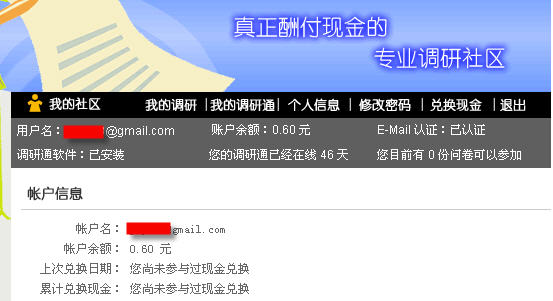 真正酬付现金的
专业调研社区
我的社区 我的调研 | 我的调研通 | 个人信息 | 修改密码 | 兑换现金 | 退出
用户名： @gmail.com 账户余额：0.60 元 E-Mail 认证：已认证
调研通软件：已安装 您的调研通已经在线 46 天 您目前有 0 份问卷可以参加
帐户信息
帐户名： gmail.com
帐户余额： 0.60 元
上次兑换日期： 您尚未参与过现金兑换
累计兑换现金： 您尚未参与过现金兑换